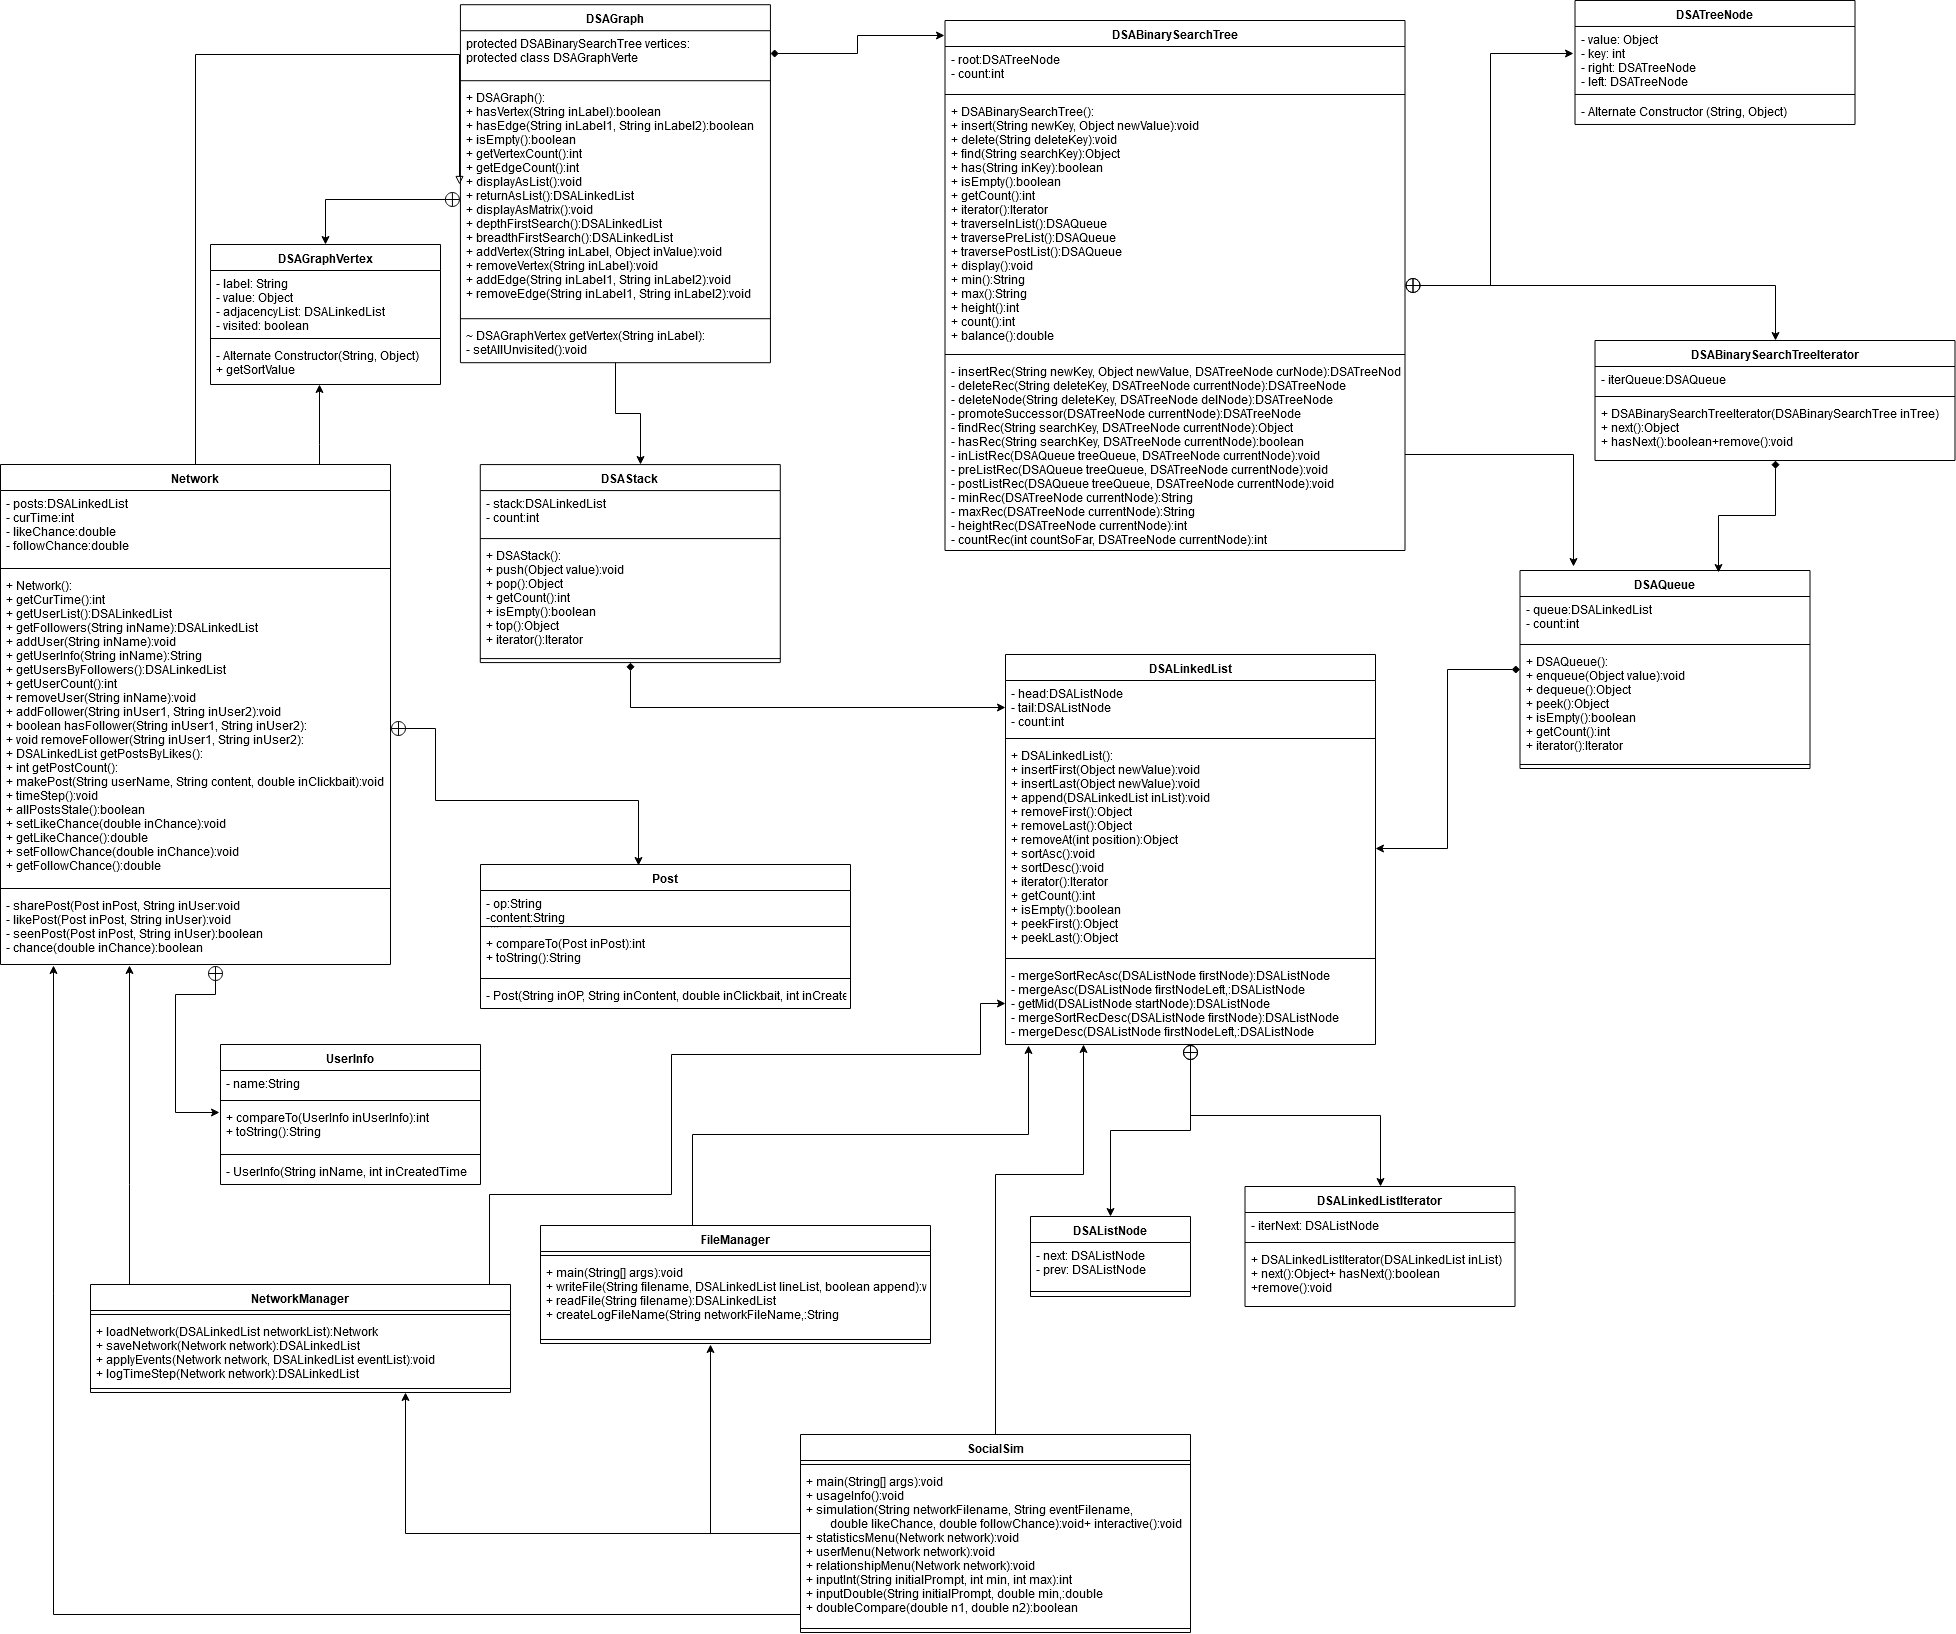 DSAGraph
protected DSABinarySearchTree vertices:
protected class DSAGraphVerte
+ DSAGraph():
+ hasVertex(String inLabel):boolean
+ hasEdge(String inLabel1, String inLabel2):boolean
+ isEmpty():boolean
+ getVertexCount():int
+ getEdgeCount():int
+ displayAsList():void
+ returnAsList():DSALinkedList
+ displayAsMatrix():void
+ depthFirstSearch():DSALinkedList
+ breadthFirstSearch():DSALinkedList
+ addVertex(String inLabel, Object inValue):void
+ removeVertex(String inLabel):void
+ addEdge(String inLabel1, String inLabel2):void
+ removeEdge(String inLabel1, String inLabel2):void
~ DSAGraphVertex getVertex(String inLabel):
- setAllUnvisited():void
DSABinarySearchTree
- root:DSATreeNode
- count:int
+ DSABinarySearchTree():
+ insert(String newKey, Object newValue):void
+ delete(String deleteKey):void
+ find(String searchKey):Object
+ has(String inKey):boolean
+ isEmpty():boolean
+ getCount():int
+ iterator():Iterator
+ traverseInList():DSAQueue
+ traversePreList():DSAQueue
+ traversePostList():DSAQueue
+ display():void
+ min():String
+ max():String
+ height():int
+ count():int
+ balance():double
- insertRec(String newKey, Object newValue, DSATreeNode curNode):DSATreeNod
- deleteRec(String deleteKey, DSATreeNode currentNode):DSATreeNode
- deleteNode(String deleteKey, DSATreeNode delNode):DSATreeNode
- promoteSuccessor(DSATreeNode currentNode):DSATreeNode
- findRec(String searchKey, DSATreeNode currentNode):Object
- hasRec(String searchKey, DSATreeNode currentNode):boolean
- inListRec(DSAQueue treeQueue, DSATreeNode currentNode):void
- preListRec(DSAQueue treeQueue, DSATreeNode currentNode):void
- postListRec(DSAQueue treeQueue, DSATreeNode currentNode):void
- minRec(DSATreeNode currentNode):String
- maxRec(DSATreeNode currentNode):String
- heightRec(DSATreeNode currentNode):int
- countRec(int countSoFar, DSATreeNode currentNode):int
DSATreeNode
- value: Object
- key: int
- right: DSATreeNode
- left: DSATreeNode
- Alternate Constructor (String, Object)
DSAGraphVertex
- label: String
- value: Object
- adjacencyList: DSALinkedList
- visited: boolean
- Alternate Constructor(String, Object)
+ getSortValue
DSABinarySearchTreeIterator
- iterQueue:DSAQueue
+ DSABinarySearchTreeIterator(DSABinarySearchTree inTree)
+ next():Object
+ hasNext():boolean+remove():void
Network
- posts:DSALinkedList
- curTime:int
- likeChance:double
- followChance:double
+ Network():
+ getCurTime():int
+ getUserList():DSALinkedList
+ getFollowers(String inName):DSALinkedList
+ addUser(String inName):void
+ getUserInfo(String inName):String
+ getUsersByFollowers():DSALinkedList
+ getUserCount():int
+ removeUser(String inName):void
+ addFollower(String inUser1, String inUser2):void
+ boolean hasFollower(String inUser1, String inUser2):
+ void removeFollower(String inUser1, String inUser2):
+ DSALinkedList getPostsByLikes():
+ int getPostCount():
+ makePost(String userName, String content, double inClickbait):void
+ timeStep():void
+ allPostsStale():boolean
+ setLikeChance(double inChance):void
+ getLikeChance():double
+ setFollowChance(double inChance):void
+ getFollowChance():double
- sharePost(Post inPost, String inUser:void
- likePost(Post inPost, String inUser):void
- seenPost(Post inPost, String inUser):boolean
- chance(double inChance):boolean
DSAStack
- stack:DSALinkedList
- count:int
+ DSAStack():
+ push(Object value):void
+ pop():Object
+ getCount():int
+ isEmpty():boolean
+ top():Object
+ iterator():Iterator
DSAQueue
- queue:DSALinkedList
- count:int
+ DSAQueue():
+ enqueue(Object value):void
+ dequeue():Object
+ peek():Object
+ isEmpty():boolean
+ getCount():int
+ iterator():Iterator
DSALinkedList
- head:DSAListNode
- tail:DSAListNode
- count:int
+ DSALinkedList():
+ insertFirst(Object newValue):void
+ insertLast(Object newValue):void
+ append(DSALinkedList inList):void
+ removeFirst():Object
+ removeLast():Object
+ removeAt(int position):Object
+ sortAsc():void
+ sortDesc():void
+ iterator():Iterator
+ getCount():int
+ isEmpty():boolean
+ peekFirst():Object
+ peekLast():Object
- mergeSortRecAsc(DSAListNode firstNode):DSAListNode
- mergeAsc(DSAListNode firstNodeLeft,:DSAListNode
- getMid(DSAListNode startNode):DSAListNode
- mergeSortRecDesc(DSAListNode firstNode):DSAListNode
- mergeDesc(DSAListNode firstNodeLeft,:DSAListNode
Post
- op:String
-content:String
+ compareTo(Post inPost):int
+ toString():String
- Post(String inOP, String inContent, double inClickbait, int inCreate
UserInfo
- name:String
+ compareTo(UserInfo inUserInfo):int
+ toString():String
- UserInfo(String inName, int inCreatedTime
DSAListNode
- next: DSAListNode
- prev: DSAListNode
DSALinkedListIterator
- iterNext: DSAListNode
+ DSALinkedListIterator(DSALinkedList inList)
+ next():Object+ hasNext():boolean
+remove():void
FileManager
+ main(String[] args):void
+ writeFile(String filename, DSALinkedList lineList, boolean append):v
+ readFile(String filename):DSALinkedList
+ createLogFileName(String networkFileName,:String
NetworkManager
+ loadNetwork(DSALinkedList networkList):Network
+ saveNetwork(Network network):DSALinkedList
+ applyEvents(Network network, DSALinkedList eventList):void
+ logTimeStep(Network network):DSALinkedList
SocialSim
+ main(String[] args):void
+ usageInfo():void
+ simulation(String networkFilename, String eventFilename,
double likeChance, double followChance):void+ interactive():void
+ statisticsMenu(Network network):void
+ userMenu(Network network):void
+ relationshipMenu(Network network):void
+ inputInt(String initialPrompt, int min, int max):int
+ inputDouble(String initialPrompt, double min,:double
+ doubleCompare(double n1, double n2):boolean